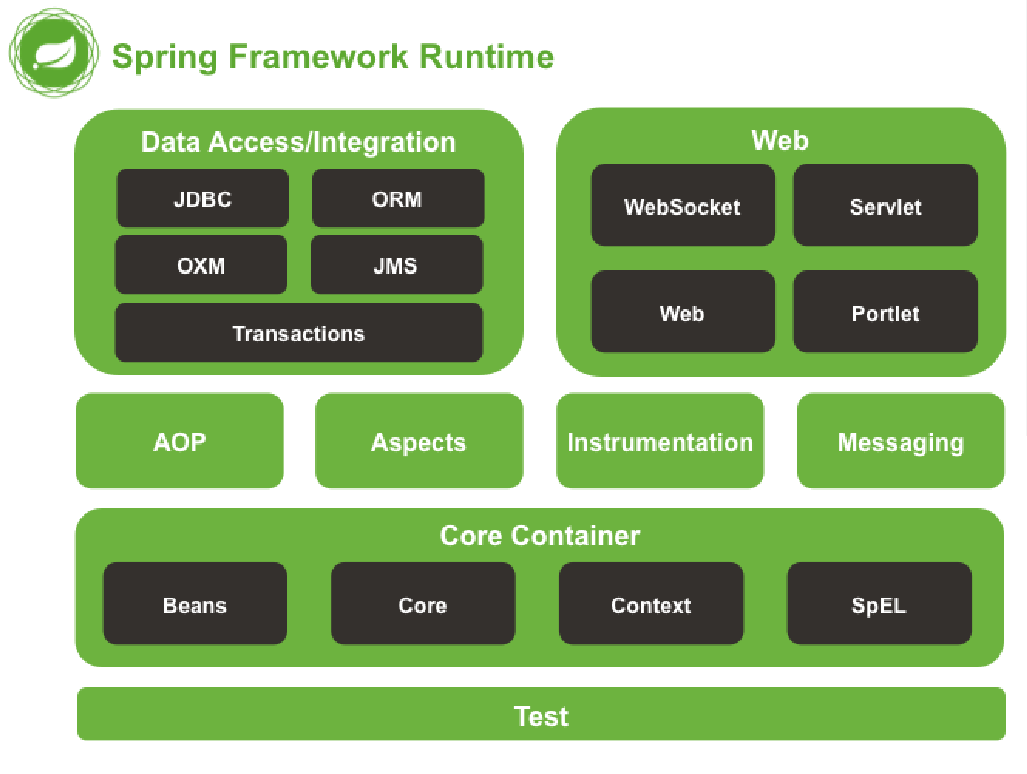 Spring Framework Runtime
Data Access/Integration
JDBC
ORM
OXM
JMS
Transactions
Web
WebSocket
Servlet
Web
Portlet
AOP
Aspects
Instrumentation
Messaging
Core Container
Beans
Core
Context
SpEL
Test